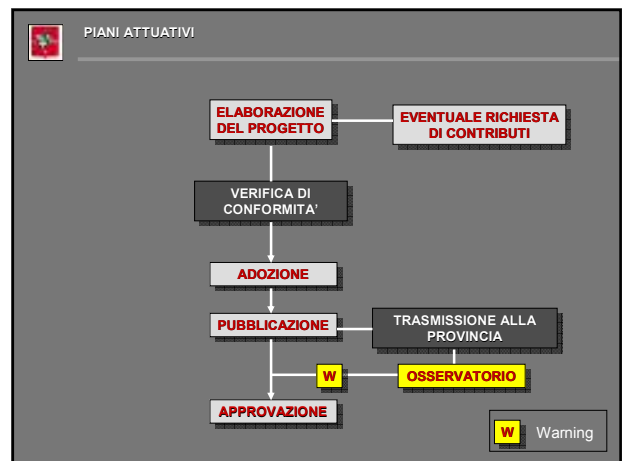 PIANI ATTUATIVI
ELABORAZIONE
DEL PROGETTO
EVENTUALE RICHIESTA
DI CONTRIBUTI
VERIFICA DI
CONFORMITA'
ADOZIONE
PUBBLICAZIONE
TRASMISSIONE ALLA
PROVINCIA
W
OSSERVATORIO
APPROVAZIONE
W Warning